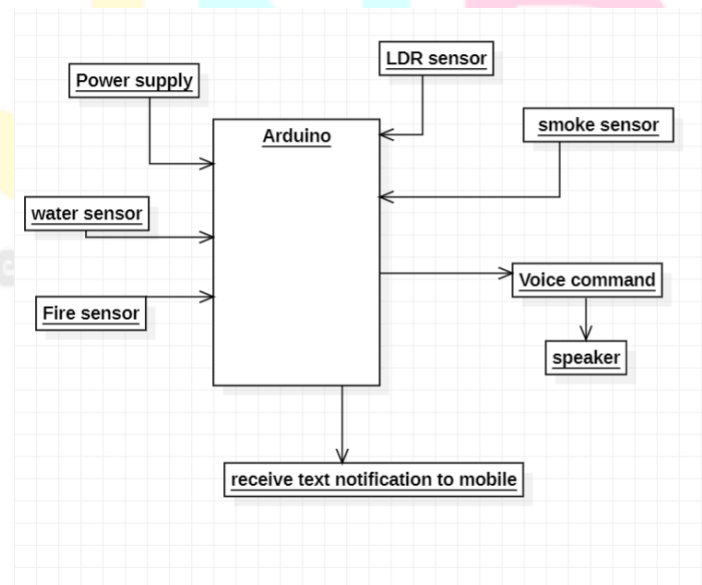 LDR sensor
Power supply
smoke sensor
Arduino
water sensor
Voice command
Fire sensor
speaker
receive text notification to mobile